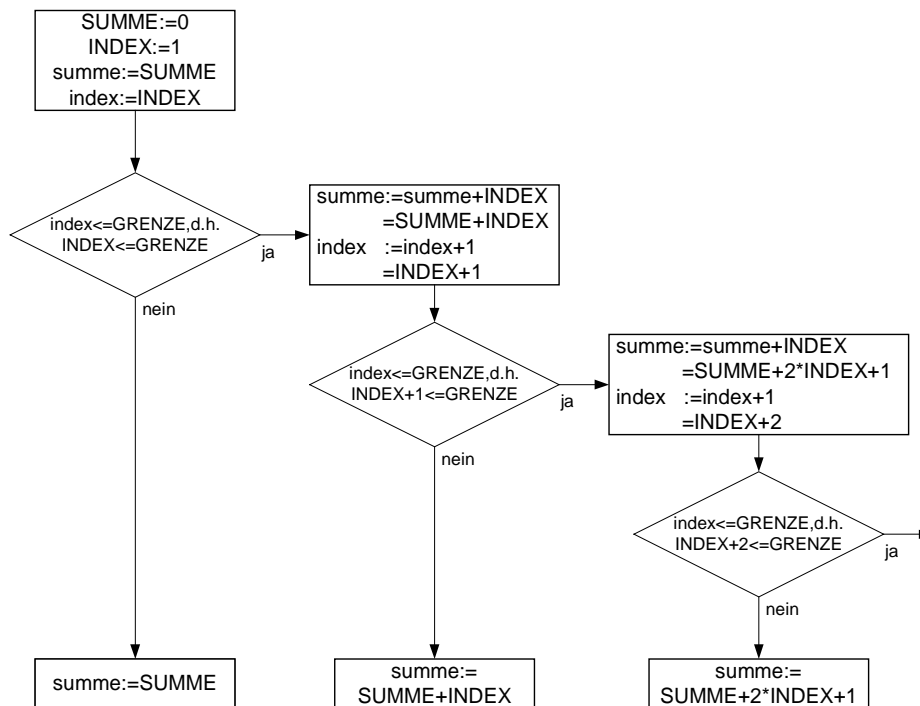 SUMME:=0
INDEX:=1
summe:=SUMME
index:=INDEX
index<=GRENZE,d.h.
INDEX<=GRENZE
ja
nein
summe:=summe+INDEX
=SUMME+INDEX
index :=index+1
=INDEX+1
index<=GRENZE,d.h.
INDEX+1<=GRENZE
ja
nein
summe:=summe+INDEX
=SUMME+2*INDEX+1
index :=index+1
=INDEX+2
index<=GRENZE,d.h.
INDEX+2<=GRENZE
ja
nein
summe:=SUMME
summe:=
SUMME+INDEX
summe:=
SUMME+2*INDEX+1